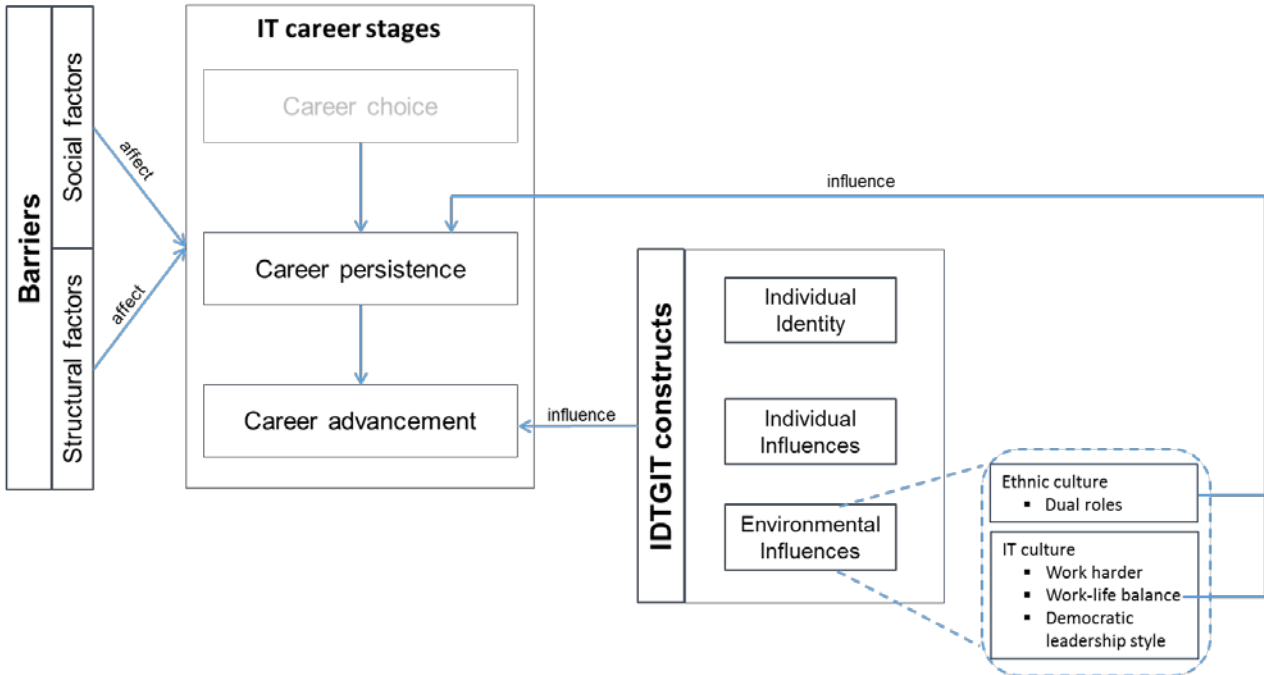 Barriers
Social factors
Structural factors
affect
affect
IT career stages
Career choice
Career persistence
Career advancement
influence
influence
IDTGIT constructs
Individual
Identity
Individual
Influences
Environmental
Influences
Ethnic culture
▪ Dual roles
IT culture
▪ Work harder
▪ Work-life balance
▪ Democratic
leadership style